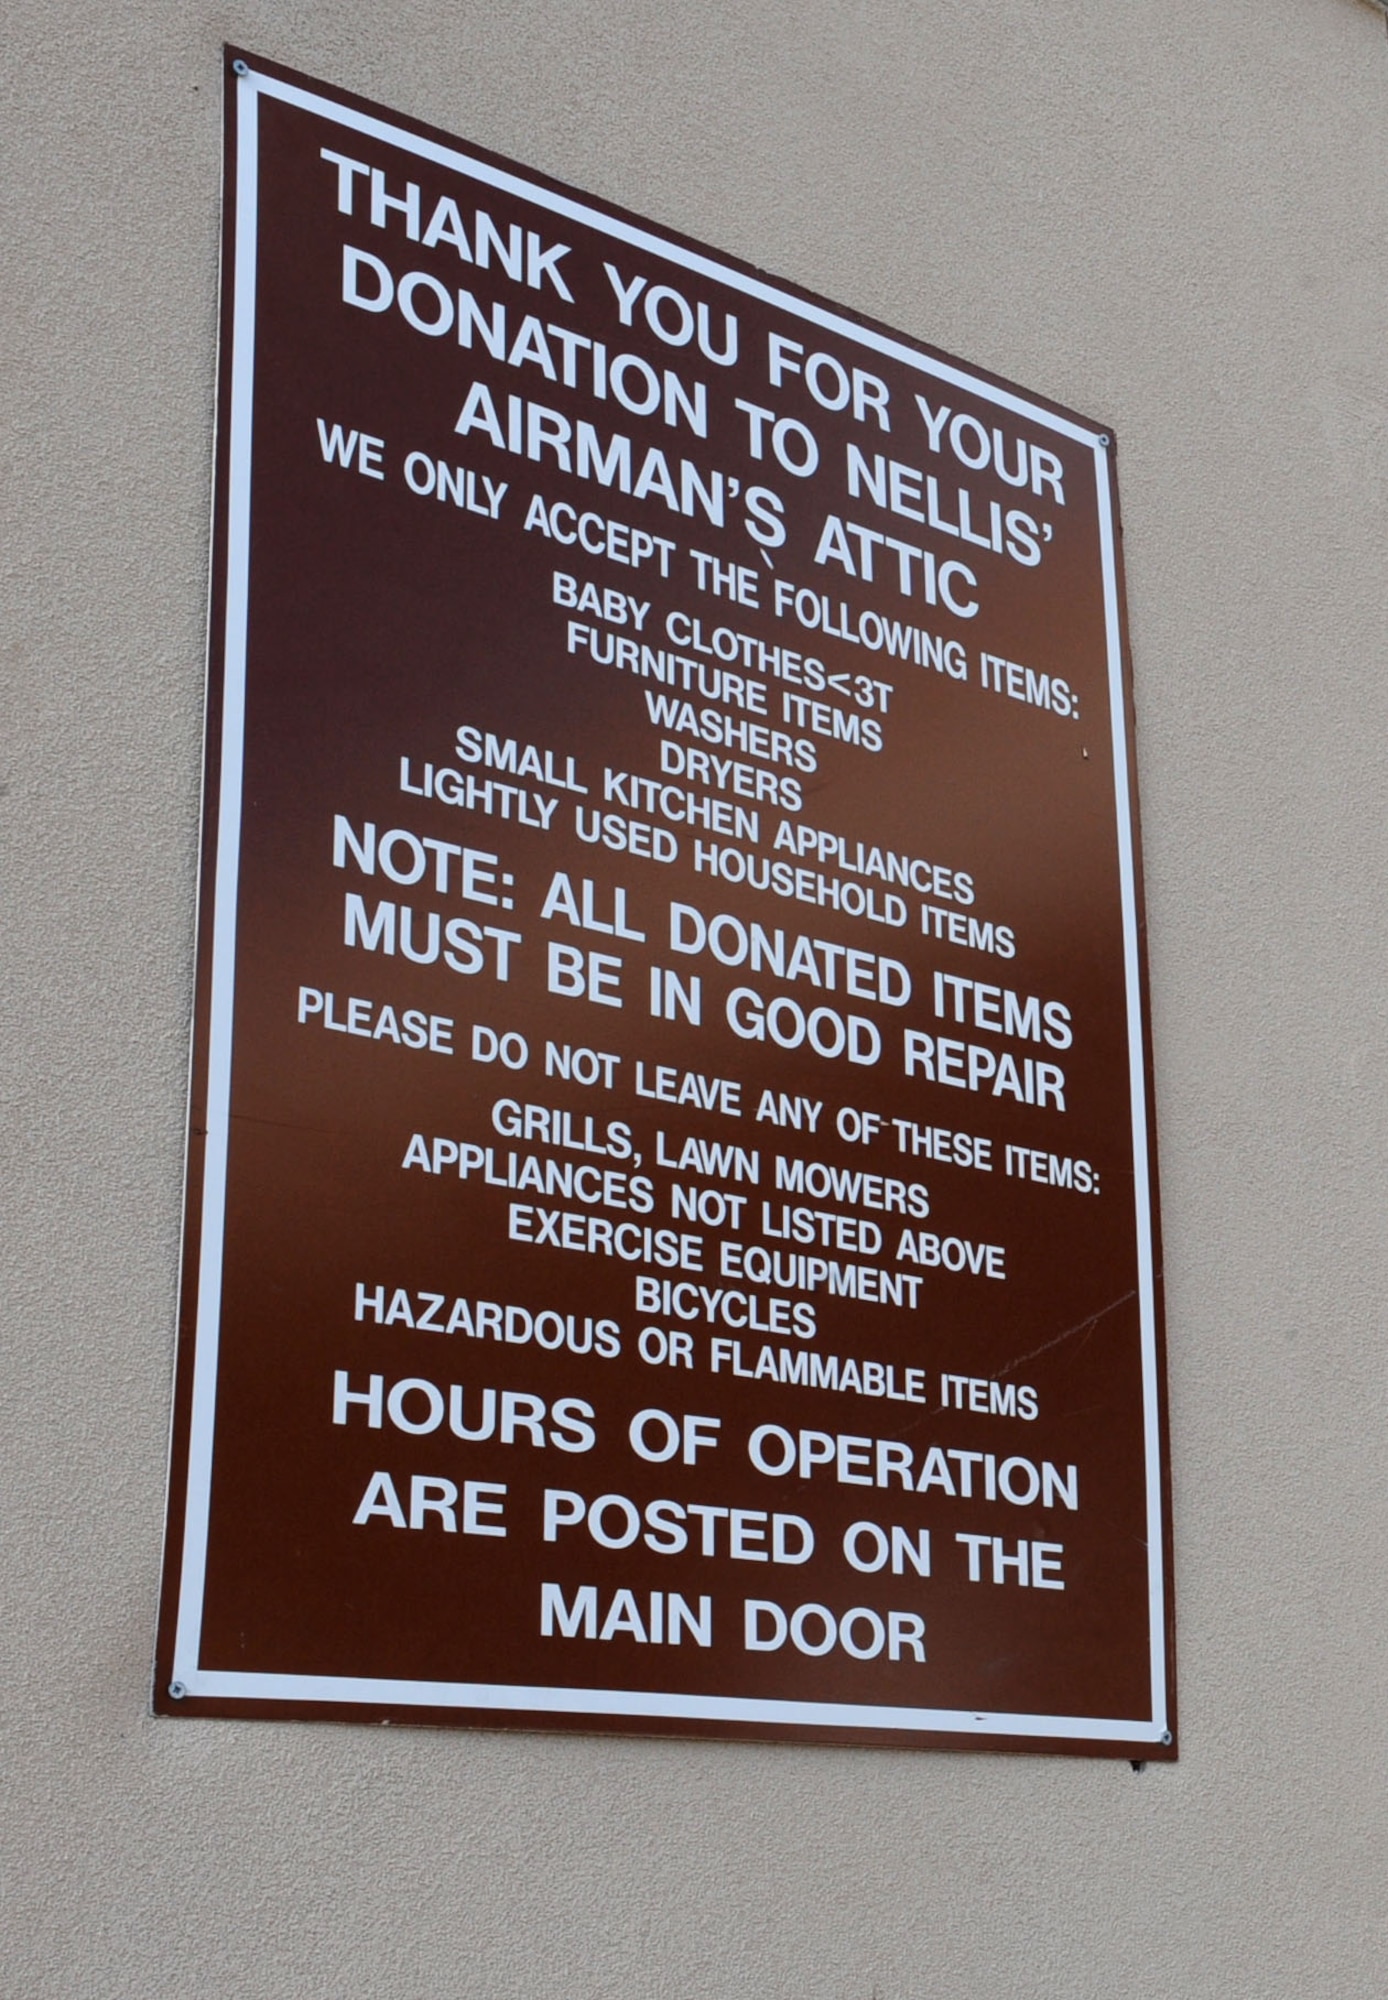 THANK YOU FOR YOUR
DONATION TO NELLIS'
AIRMAN'S ATTIC
WE ONLY ACCEPT THE FOLLOWING ITEMS:
BABY CLOTHES<3T
FURNITURE ITEMS
WASHERS
DRYERS
SMALL KITCHEN APPLIANCES
LIGHTLY USED HOUSEHOLD ITEMS
NOTE: ALL DONATED ITEMS
MUST BE IN GOOD REPAIR
PLEASE DO NOT LEAVE ANY OF THESE ITEMS:
GRILLS, LAWN MOWERS
APPLIANCES NOT LISTED ABOVE
EXERCISE EQUIPMENT
BICYCLES
HAZARDOUS OR FLAMMABLE ITEMS
HOURS OF OPERATION
ARE POSTED ON THE
MAIN DOOR